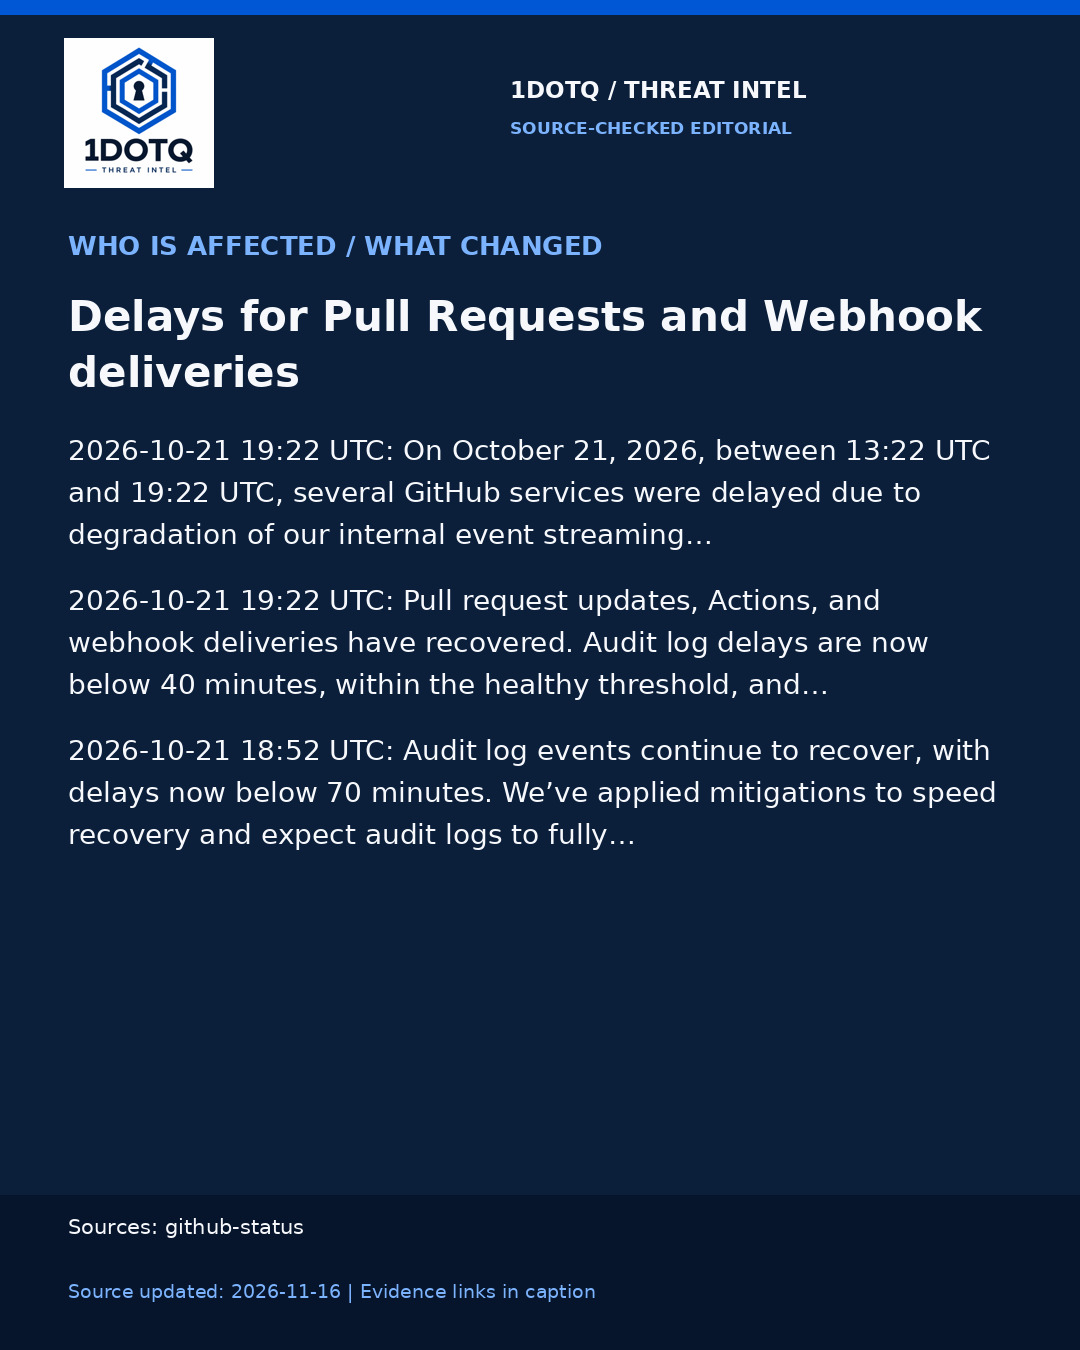 1DOTQ
THREAT INTEL
1DOTQ / THREAT INTEL
SOURCE-CHECKED EDITORIAL
WHO IS AFFECTED / WHAT CHANGED
Delays for Pull Requests and Webhook
deliveries
2026-10-21 19:22 UTC: On October 21, 2026, between 13:22 UTC
and 19:22 UTC, several GitHub services were delayed due to
degradation of our internal event streaming…
2026-10-21 19:22 UTC: Pull request updates, Actions, and
webhook deliveries have recovered. Audit log delays are now
below 40 minutes, within the healthy threshold, and…
2026-10-21 18:52 UTC: Audit log events continue to recover, with
delays now below 70 minutes. We’ve applied mitigations to speed
recovery and expect audit logs to fully…
Sources: github-status
Source updated: 2026-11-16 | Evidence links in caption